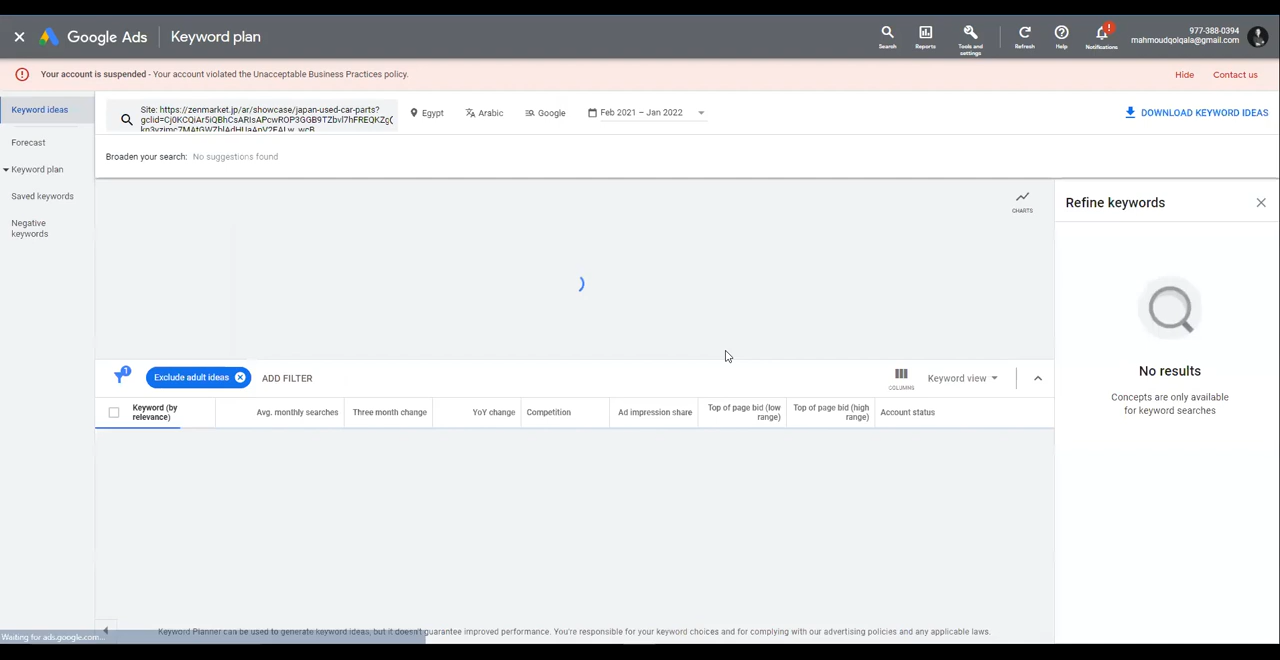 Google Ads
Keyword plan
Search
Reports
Tools and
settings
Refresh
Help
!
Notifications
977-388-0394
mahmoudqolqala@gmail.com
Your account is suspended - Your account violated the Unacceptable Business Practices policy.
Hide
Contact us
Keyword ideas
Forecast
Keyword plan
Saved keywords
Negative
keywords
Site: https://zenmarket.jp/ar/showcase/japan-used-car-parts?
Egypt
Arabic
Google
Feb 2021 – Jan 2022
DOWNLOAD KEYWORD IDEAS
Broaden your search: No suggestions found
CHARTS
Refine keywords
No results
Concepts are only available
for keyword searches
1
Exclude adult ideas
ADD FILTER
COLUMNS
Keyword view
Keyword (by
relevance)
Avg. monthly searches
Three month change
YoY change
Competition
Ad impression share
Top of page bid (low
range)
Top of page bid (high
range)
Account status
Waiting for ads.google.com...
Keyword Planner can be used to generate keyword ideas, but it doesn't guarantee improved performance. You're responsible for your keyword choices and for complying with our advertising policies and any applicable laws.